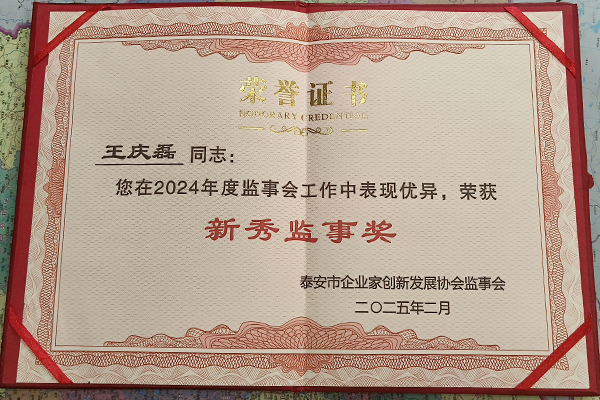 荣誉证书
HONORARY CREDENTIAL
王庆磊 同志：
您在2024年度监事会工作中表现优异，荣获
新秀监事奖
泰安市企业家创新发展协会监事会
二〇二五年二月